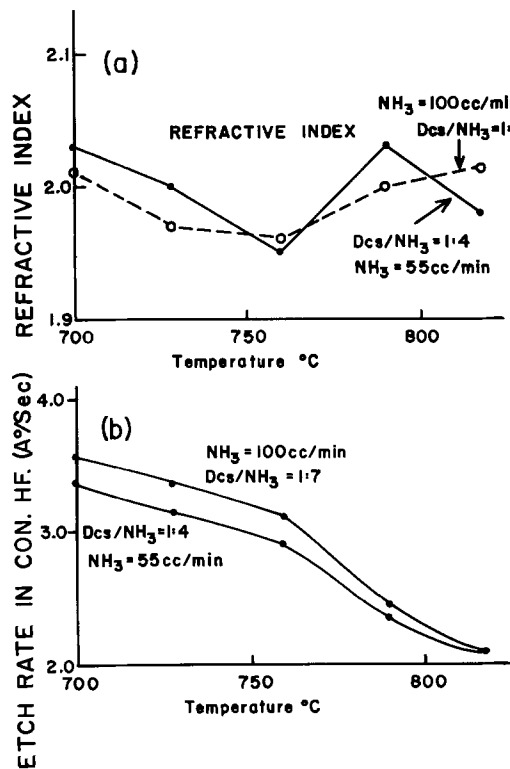 (a)
2.1
2.0
1.9
REFRACTIVE INDEX
REFRACTIVE INDEX
NH3 = 100cc/mi
Dcs/NH3 = 1:
Dcs/NH3 = 1:4
NH3 = 55cc/min
700
750
800
Temperature °C
(b)
4.0
3.0
2.0
ETCH RATE IN CON. HF. (A°/Sec)
NH3 = 100cc/min
Dcs/NH3 = 1:7
Dcs/NH3=1:4
NH3 = 55cc/min
700
750
800
Temperature °C